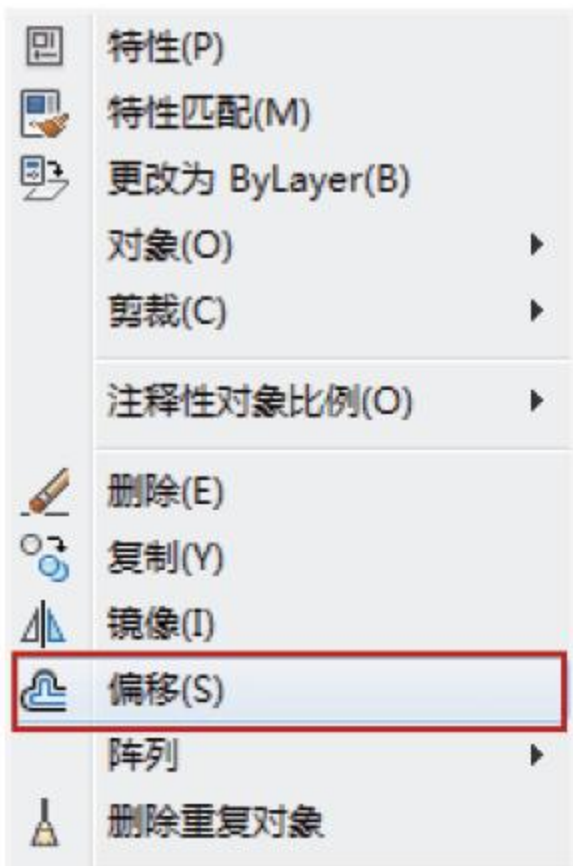 特性(P)
特性匹配(M)
更改为 ByLayer(B)
对象(O)
剪裁(C)
注释性对象比例(O)
删除(E)
复制(Y)
镜像(I)
偏移(S)
阵列
删除重复对象